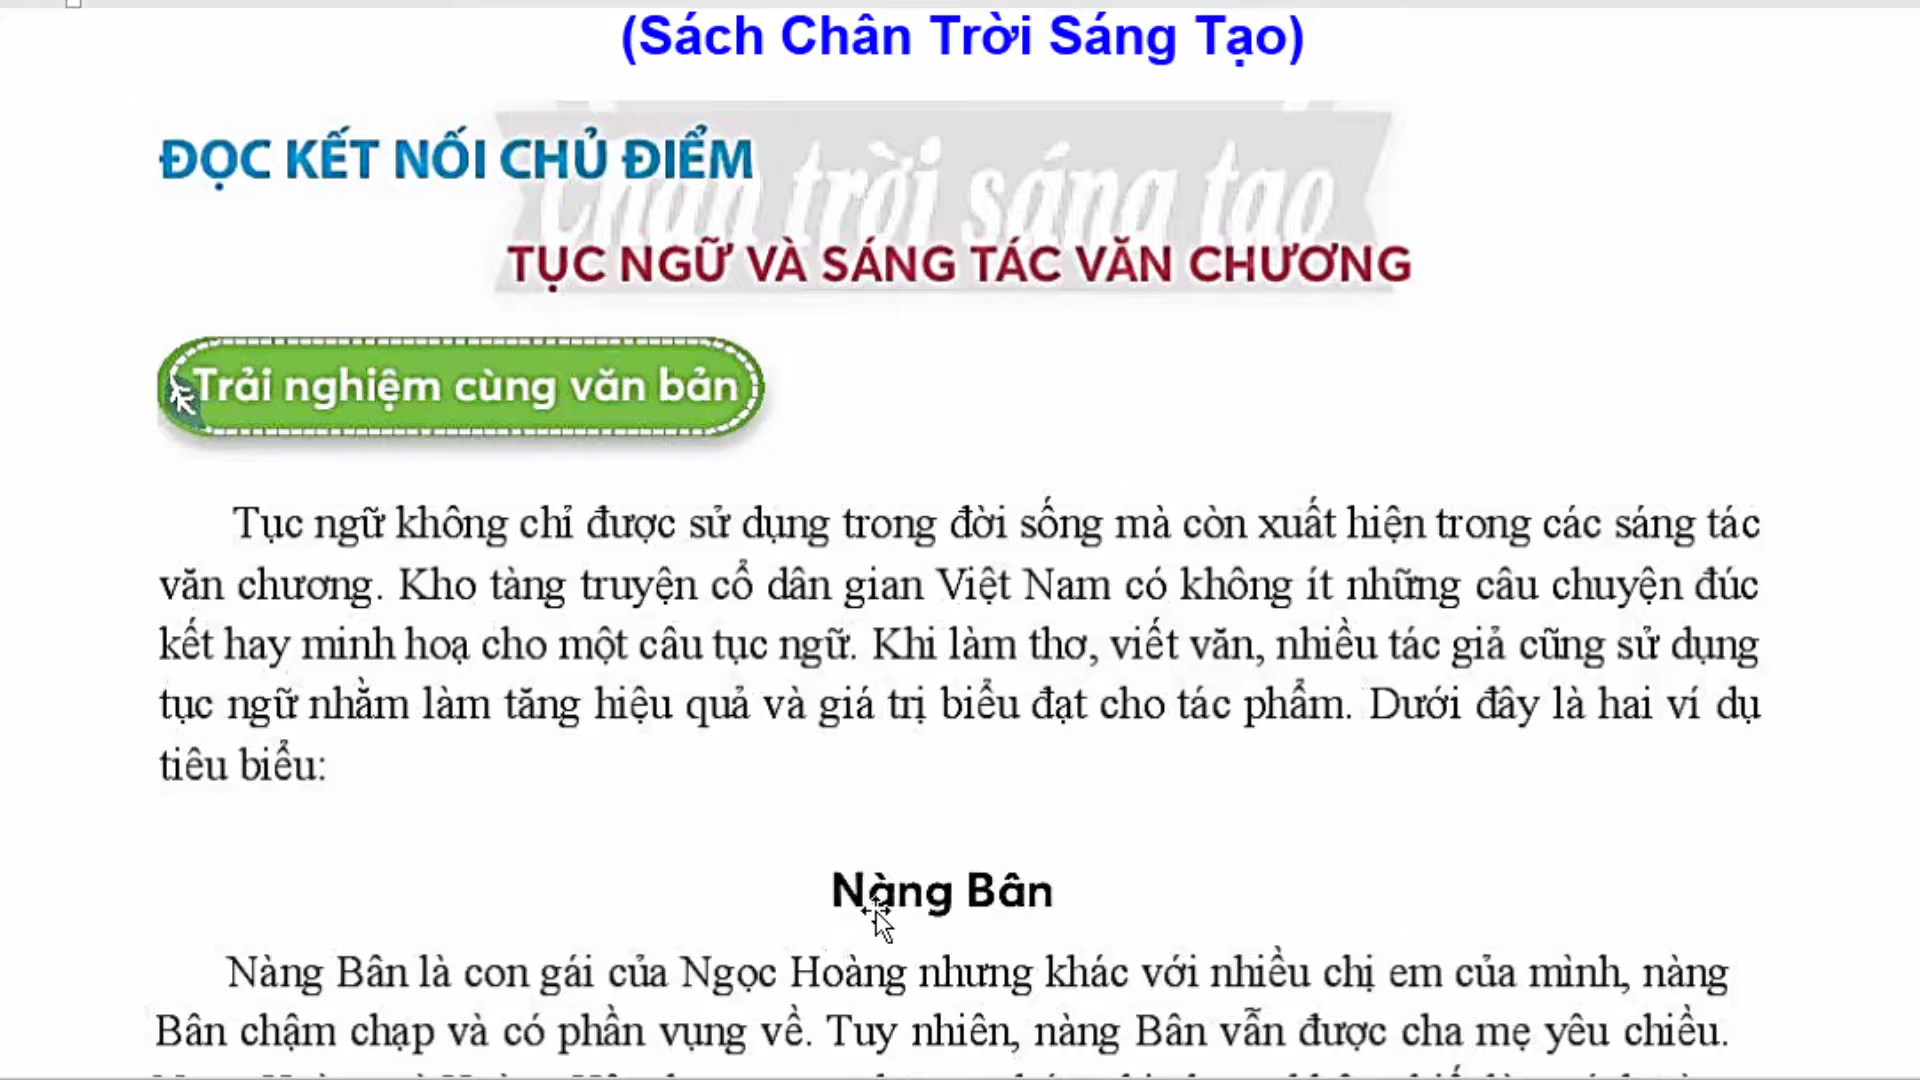 (Sách Chân Trời Sáng Tạo)
Chân trời sáng tạo
ĐỌC KẾT NỐI CHỦ ĐIỂM
TỤC NGỮ VÀ SÁNG TÁC VĂN CHƯƠNG
Trải nghiệm cùng văn bản
Tục ngữ không chỉ được sử dụng trong đời sống mà còn xuất hiện trong các sáng tác
văn chương. Kho tàng truyện cổ dân gian Việt Nam có không ít những câu chuyện đúc
kết hay minh hoạ cho một câu tục ngữ. Khi làm thơ, viết văn, nhiều tác giả cũng sử dụng
tục ngữ nhằm làm tăng hiệu quả và giá trị biểu đạt cho tác phẩm. Dưới đây là hai ví dụ
tiêu biểu:
Nàng Bân
Nàng Bân là con gái của Ngọc Hoàng nhưng khác với nhiều chị em của mình, nàng
Bân chậm chạp và có phần vụng về. Tuy nhiên, nàng Bân vẫn được cha mẹ yêu chiều.